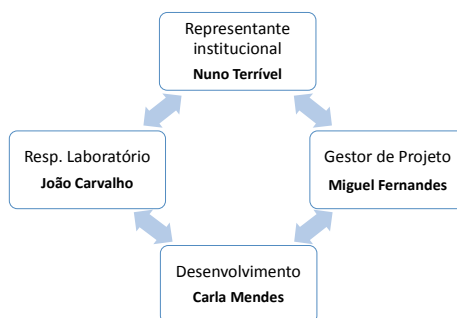 Representante
institucional
Nuno Terrível
Resp. Laboratório
João Carvalho
Gestor de Projeto
Miguel Fernandes
Desenvolvimento
Carla Mendes